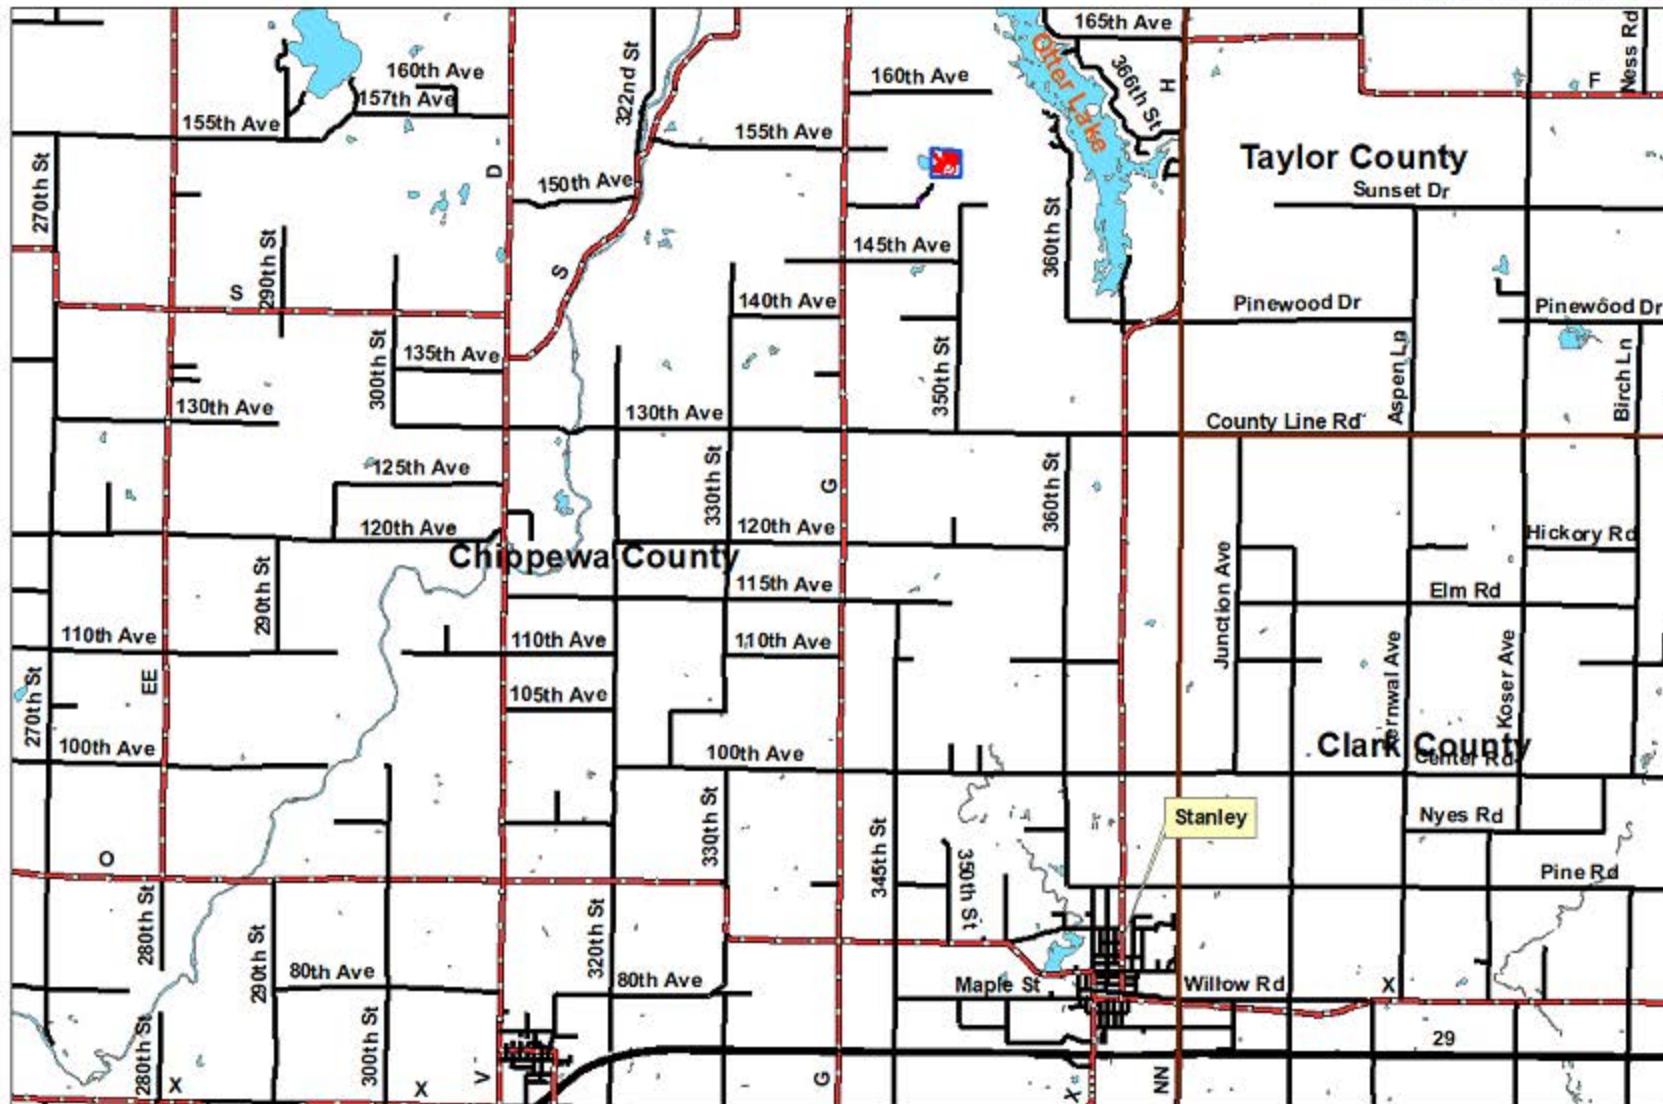 165th Ave
Ness Rd
160th Ave
322nd St
160th Ave
Otter Lake
366th St
H
F
157th Ave
155th Ave
155th Ave
Taylor County
270th St
D
150th Ave
Sunset Dr
290th St
S
145th Ave
360th St
S
140th Ave
Pinewood Dr
Pinewood Dr
300th St
135th Ave
350th St
Aspen Ln
Birch Ln
130th Ave
130th Ave
County Line Rd
125th Ave
330th St
G
360th St
120th Ave
120th Ave
Hickory Rd
Chippewa County
290th St
115th Ave
Junction Ave
Elm Rd
110th Ave
110th Ave
110th Ave
Koser Ave
270th St
EE
105th Ave
100th Ave
100th Ave
Clark County
Center Rd
330th St
345th St
Stanley
Nyes Rd
O
350th St
Pine Rd
280th St
290th St
320th St
80th Ave
80th Ave
Maple St
Willow Rd
X
280th St
300th St
29
X
X
V
G
X
NN